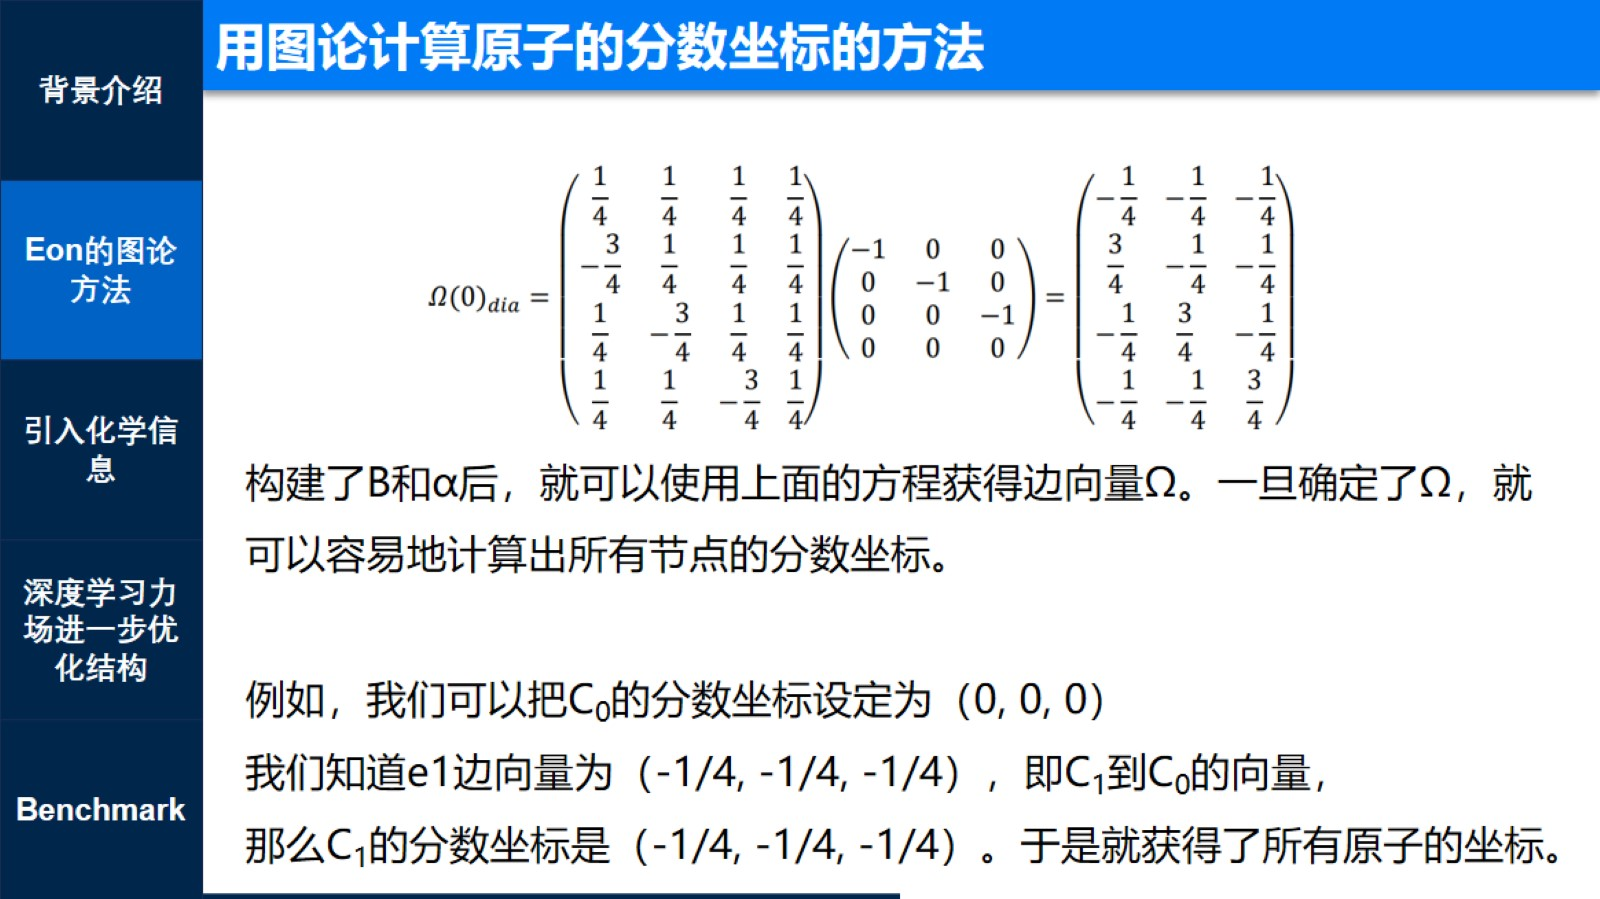 用图论计算原子的分数坐标的方法
背景介绍
Eon的图论
方法
引入化学信
息
深度学习力
场进一步优
化结构
Benchmark
Ω(0)dia = (1/4 1/4 1/4 1/4; -3/4 1/4 1/4 1/4; 1/4 -3/4 1/4 1/4; 1/4 1/4 -3/4 1/4) (-1 0 0; 0 -1 0; 0 0 -1; 0 0 0) = (-1/4 -1/4 -1/4; 3/4 -1/4 -1/4; -1/4 3/4 -1/4; -1/4 -1/4 3/4)
构建了B和α后，就可以使用上面的方程获得边向量Ω。一旦确定了Ω，就
可以容易地计算出所有节点的分数坐标。
例如，我们可以把C₀的分数坐标设定为（0, 0, 0）
我们知道e1边向量为（-1/4, -1/4, -1/4），即C₁到C₀的向量，
那么C₁的分数坐标是（-1/4, -1/4, -1/4）。于是就获得了所有原子的坐标。